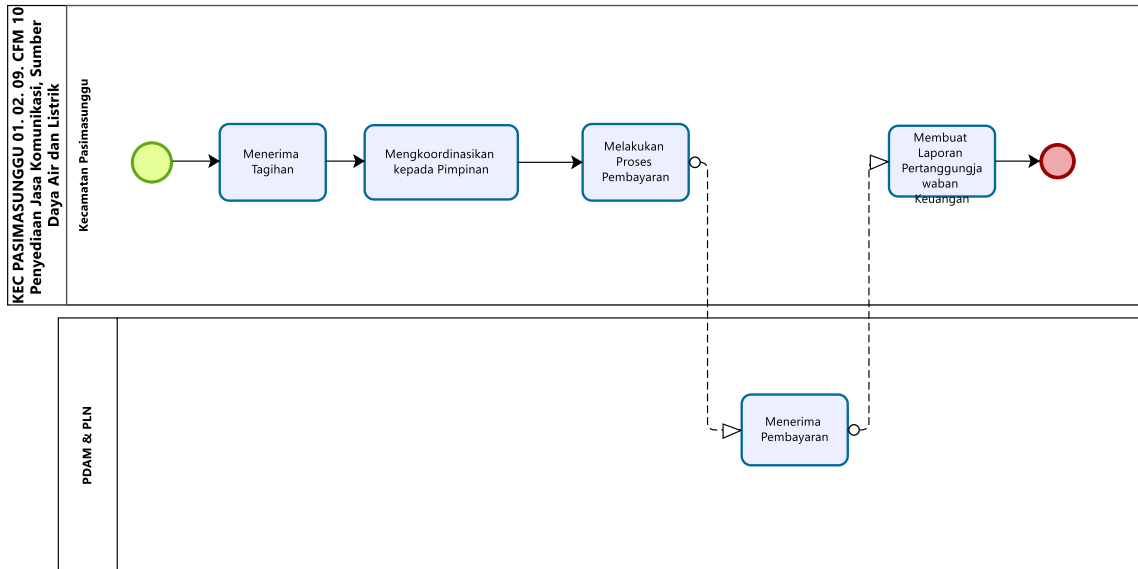 KEC PASIMASUNGGU 01. 02. 09. CFM 10
Penyediaan Jasa Komunikasi, Sumber
Daya Air dan Listrik
Kecamatan Pasimasunggu
Menerima
Tagihan
Mengkoordinasikan
kepada Pimpinan
Melakukan
Proses
Pembayaran
Membuat
Laporan
Pertanggungja
waban
Keuangan
PDAM & PLN
Menerima
Pembayaran